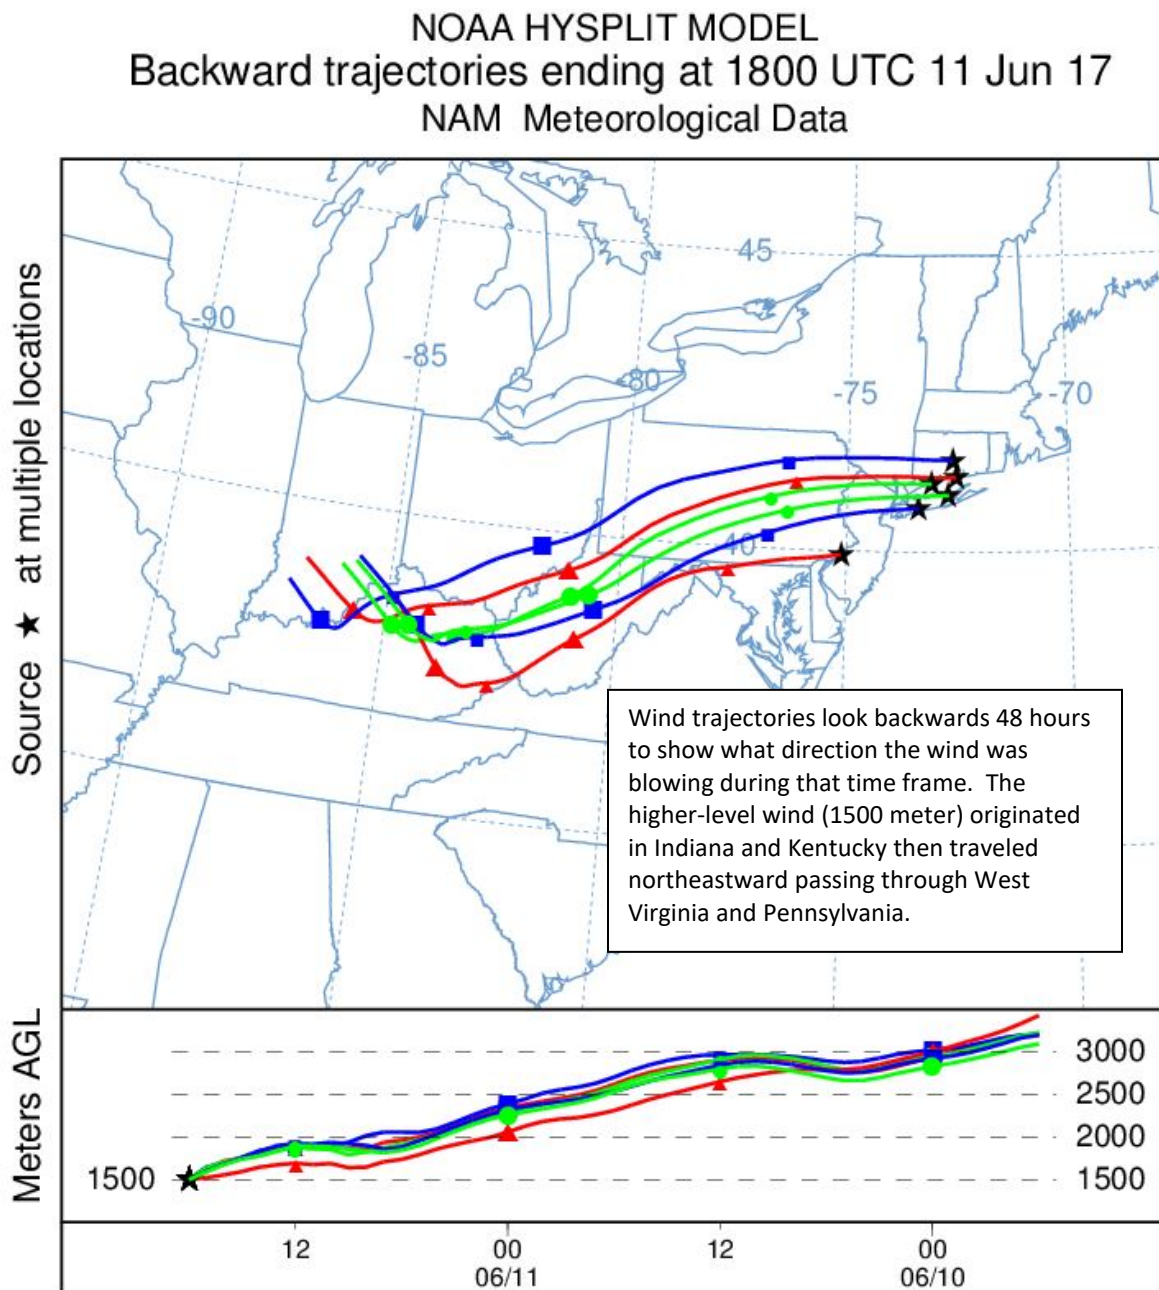 NOAA HYSPLIT MODEL
Backward trajectories ending at 1800 UTC 11 Jun 17
NAM Meteorological Data
Source ★ at multiple locations
45
-90
-85
-80
-75
-70
40
Wind trajectories look backwards 48 hours
to show what direction the wind was
blowing during that time frame. The
higher-level wind (1500 meter) originated
in Indiana and Kentucky then traveled
northeastward passing through West
Virginia and Pennsylvania.
Meters AGL
3000
2500
2000
1500
1500
12
00
12
00
06/11
06/10